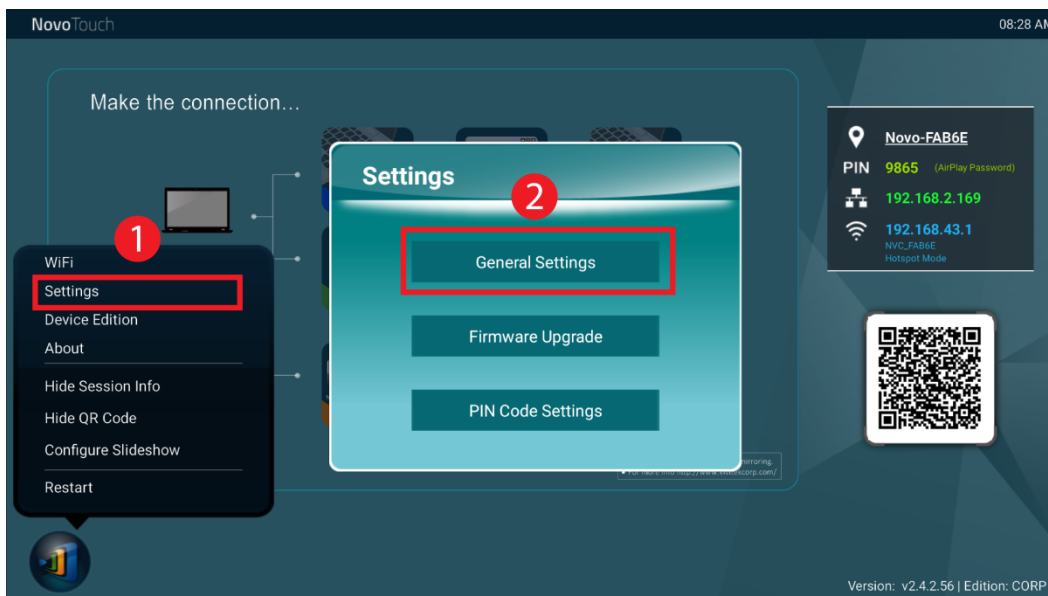 NovoTouch
08:28 AM
Make the connection...
Novo-FAB6E
PIN 9865 (AirPlay Password)
192.168.2.169
192.168.43.1
NVC_FAB6E
Hotspot Mode
1
WiFi
Settings
Device Edition
About
Hide Session Info
Hide QR Code
Configure Slideshow
Restart
Settings
2
General Settings
Firmware Upgrade
PIN Code Settings
mirroring.
Version: v2.4.2.56 | Edition: CORP